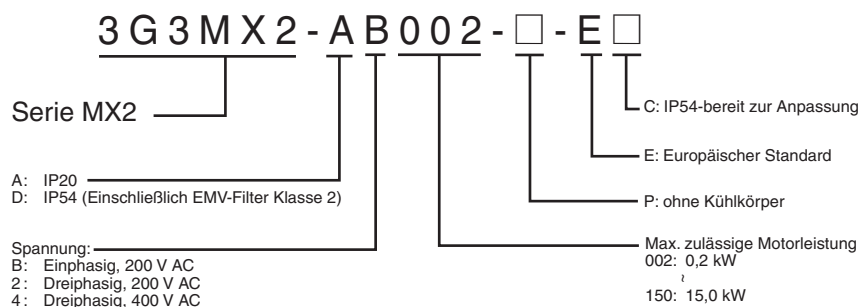 3G3MX2-AB002-□-E□
Serie MX2
C: IP54-bereit zur Anpassung
E: Europäischer Standard
A: IP20
D: IP54 (Einschließlich EMV-Filter Klasse 2)
P: ohne Kühlkörper
Spannung:
B: Einphasig, 200 V AC
2: Dreiphasig, 200 V AC
4: Dreiphasig, 400 V AC
Max. zulässige Motorleistung
002: 0,2 kW
~
150: 15,0 kW